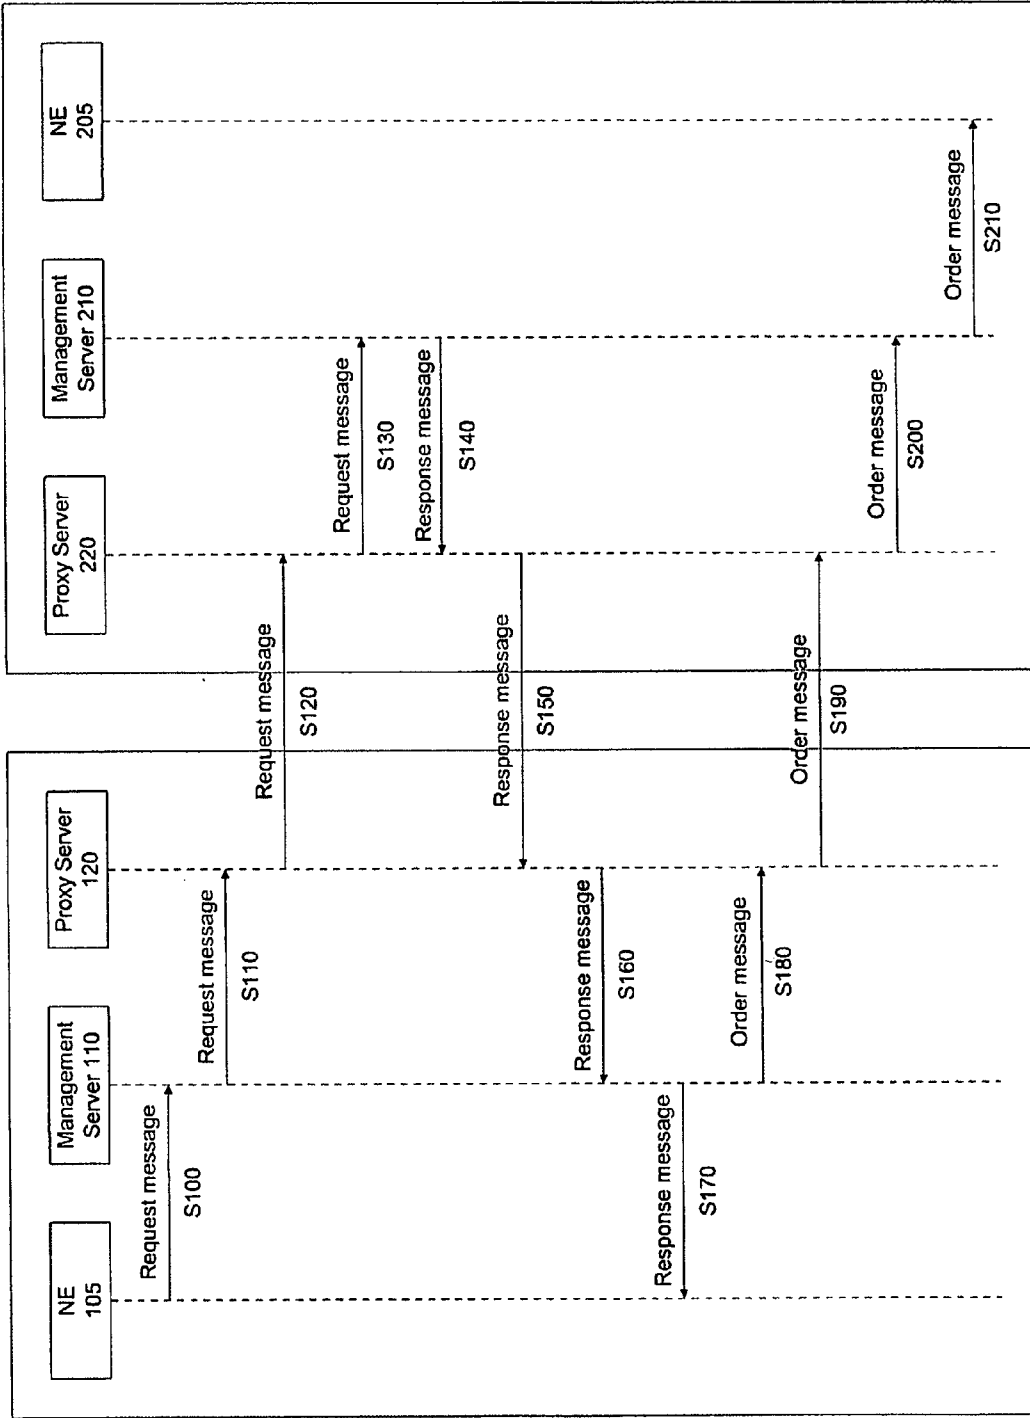 NE
105
Management
Server 110
Proxy Server
120
Proxy Server
220
Management
Server 210
NE
205
Request message
S100
Request message
S110
Request message
S120
Request message
S130
Response message
S140
Response message
S150
Response message
S160
Response message
S170
Order message
S180
Order message
S190
Order message
S200
Order message
S210